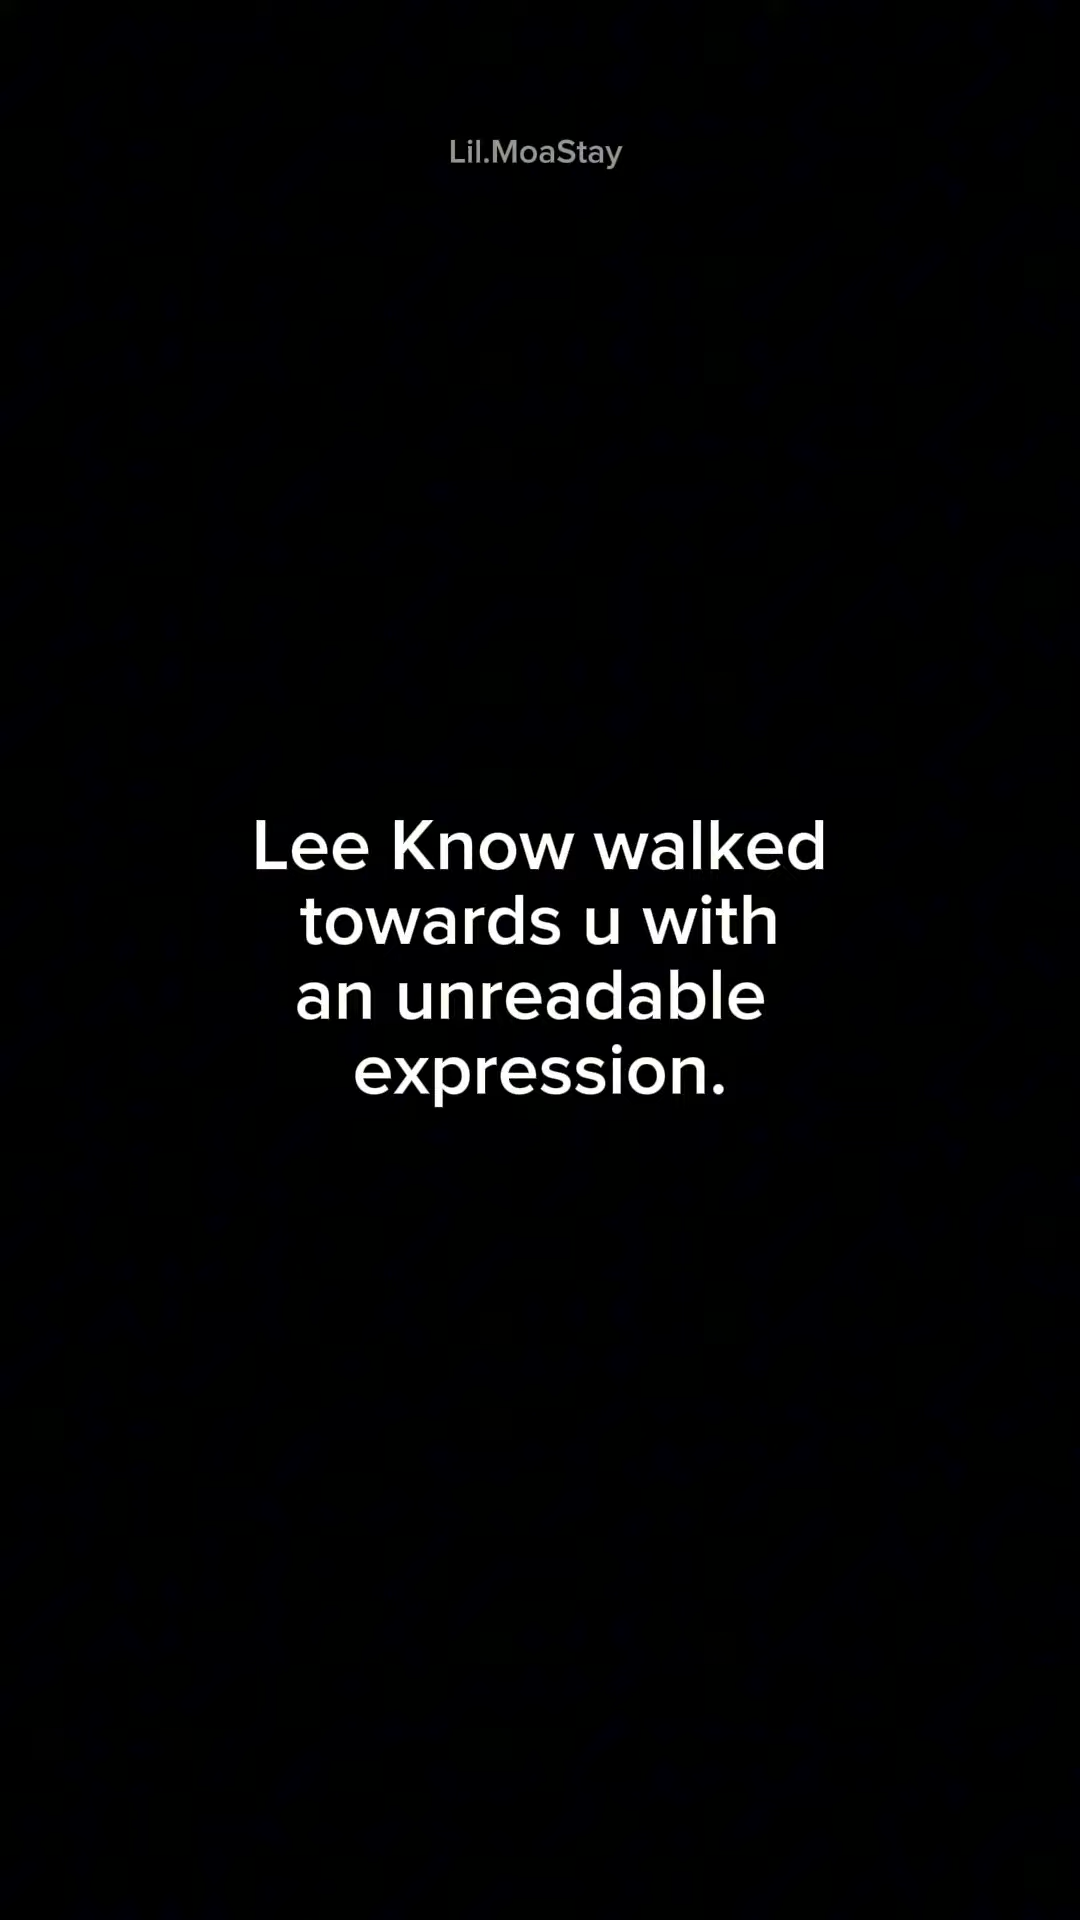 Lil.MoaStay
Lee Know walked
towards u with
an unreadable
expression.